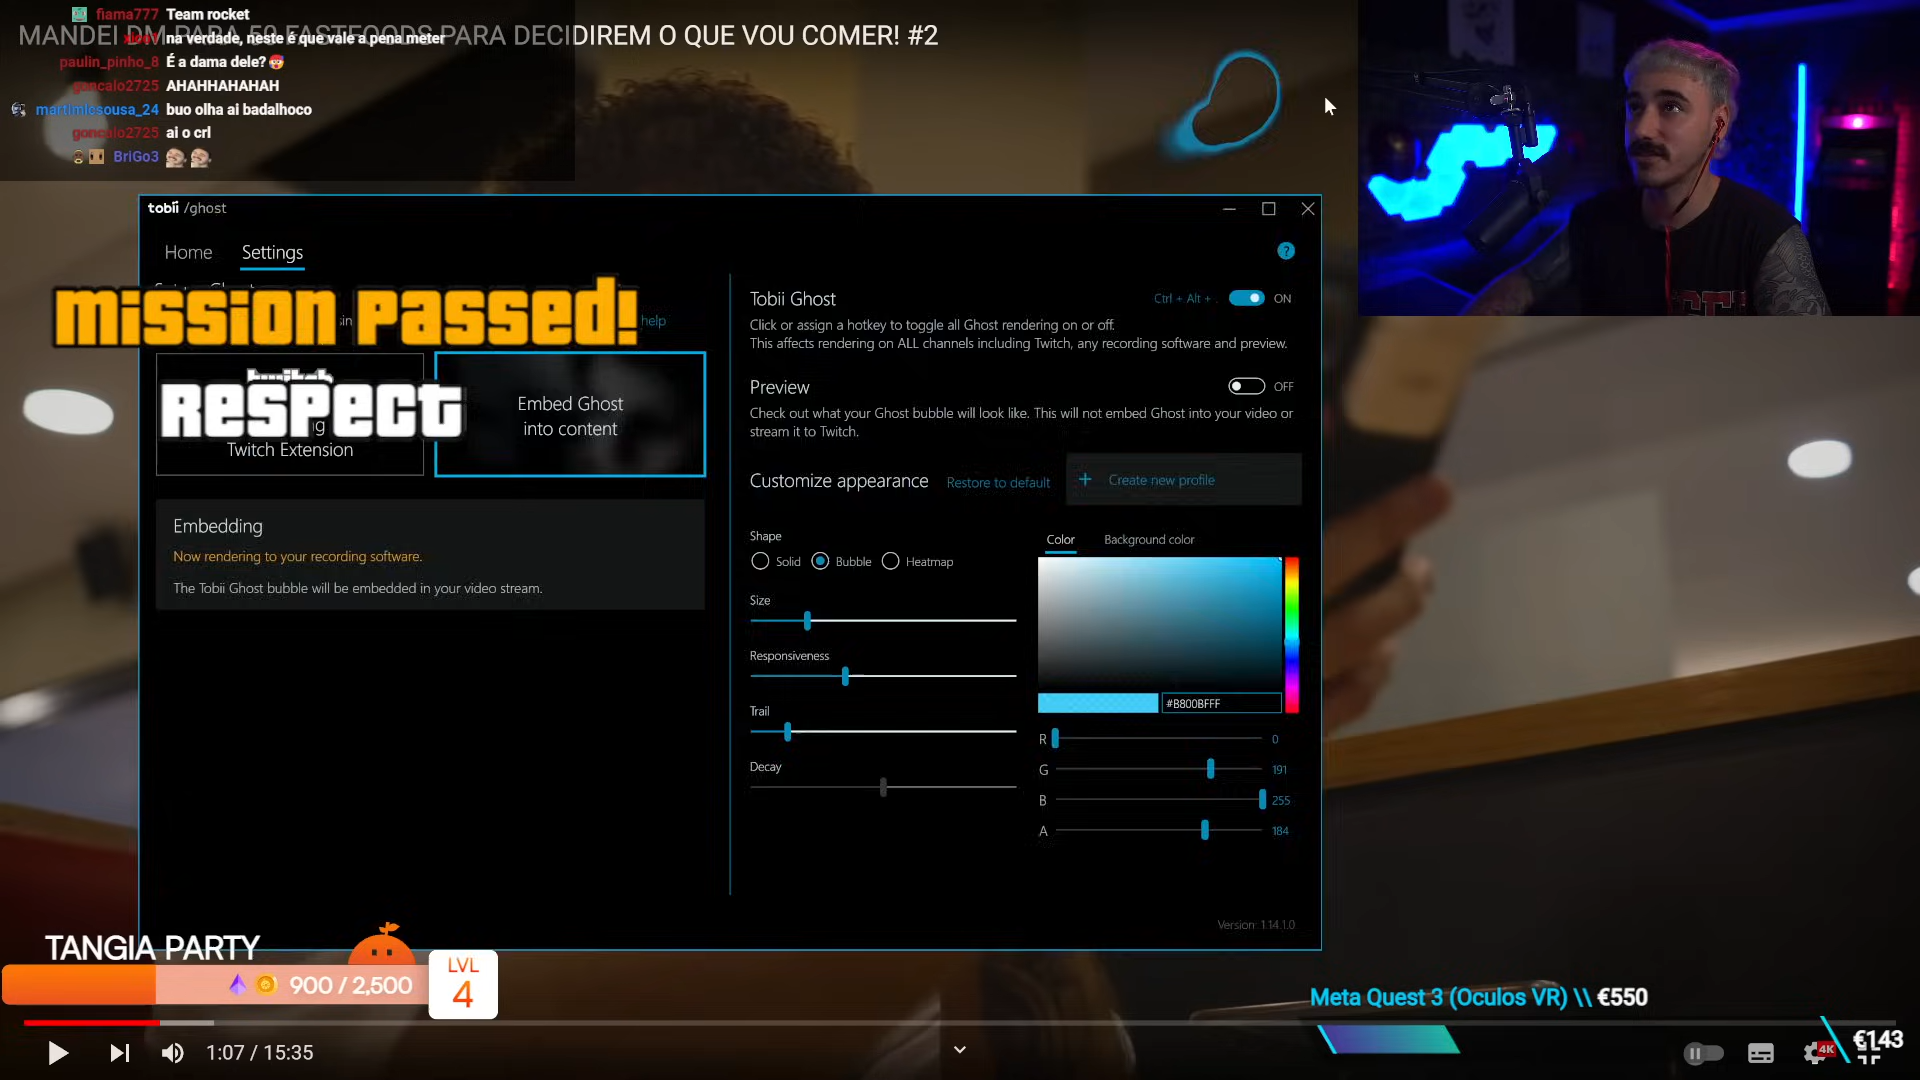 fiama777 Team rocket
MANDEI DM PARA 50 FASTFOODS PARA DECIDIREM O QUE VOU COMER! #2
na verdade, neste é que vale a pena meter
paulin_pinho_8 É a dama dele?
goncalo2725 AHAHHAHAHAH
martimlcsousa_24 buo olha ai badalhoco
goncalo2725 ai o crl
BriGo3
tobii /ghost
Home Settings
?
mission passed!
RESPECT
help
Twitch Extension
Embed Ghost
into content
Embedding
Now rendering to your recording software.
The Tobii Ghost bubble will be embedded in your video stream.
Tobii Ghost
Ctrl + Alt + .
ON
Click or assign a hotkey to toggle all Ghost rendering on or off.
This affects rendering on ALL channels including Twitch, any recording software and preview.
Preview
OFF
Check out what your Ghost bubble will look like. This will not embed Ghost into your video or
stream it to Twitch.
Customize appearance Restore to default + Create new profile
Shape
Solid Bubble Heatmap
Size
Responsiveness
Trail
Decay
Color Background color
#B800BFFF
R 0
G 191
B 255
A 184
Version: 1.14.1.0
TANGIA PARTY
900 / 2,500
LVL
4
Meta Quest 3 (Oculos VR) \\ €550
€143
1:07 / 15:35
4K